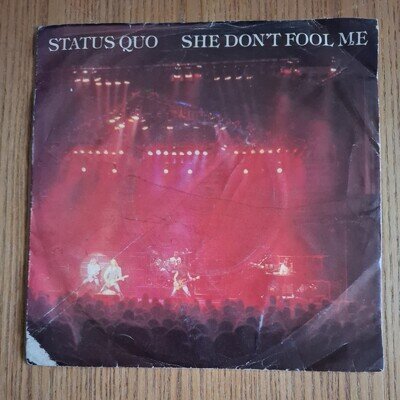 STATUS QUO SHE DON'T FOOL ME